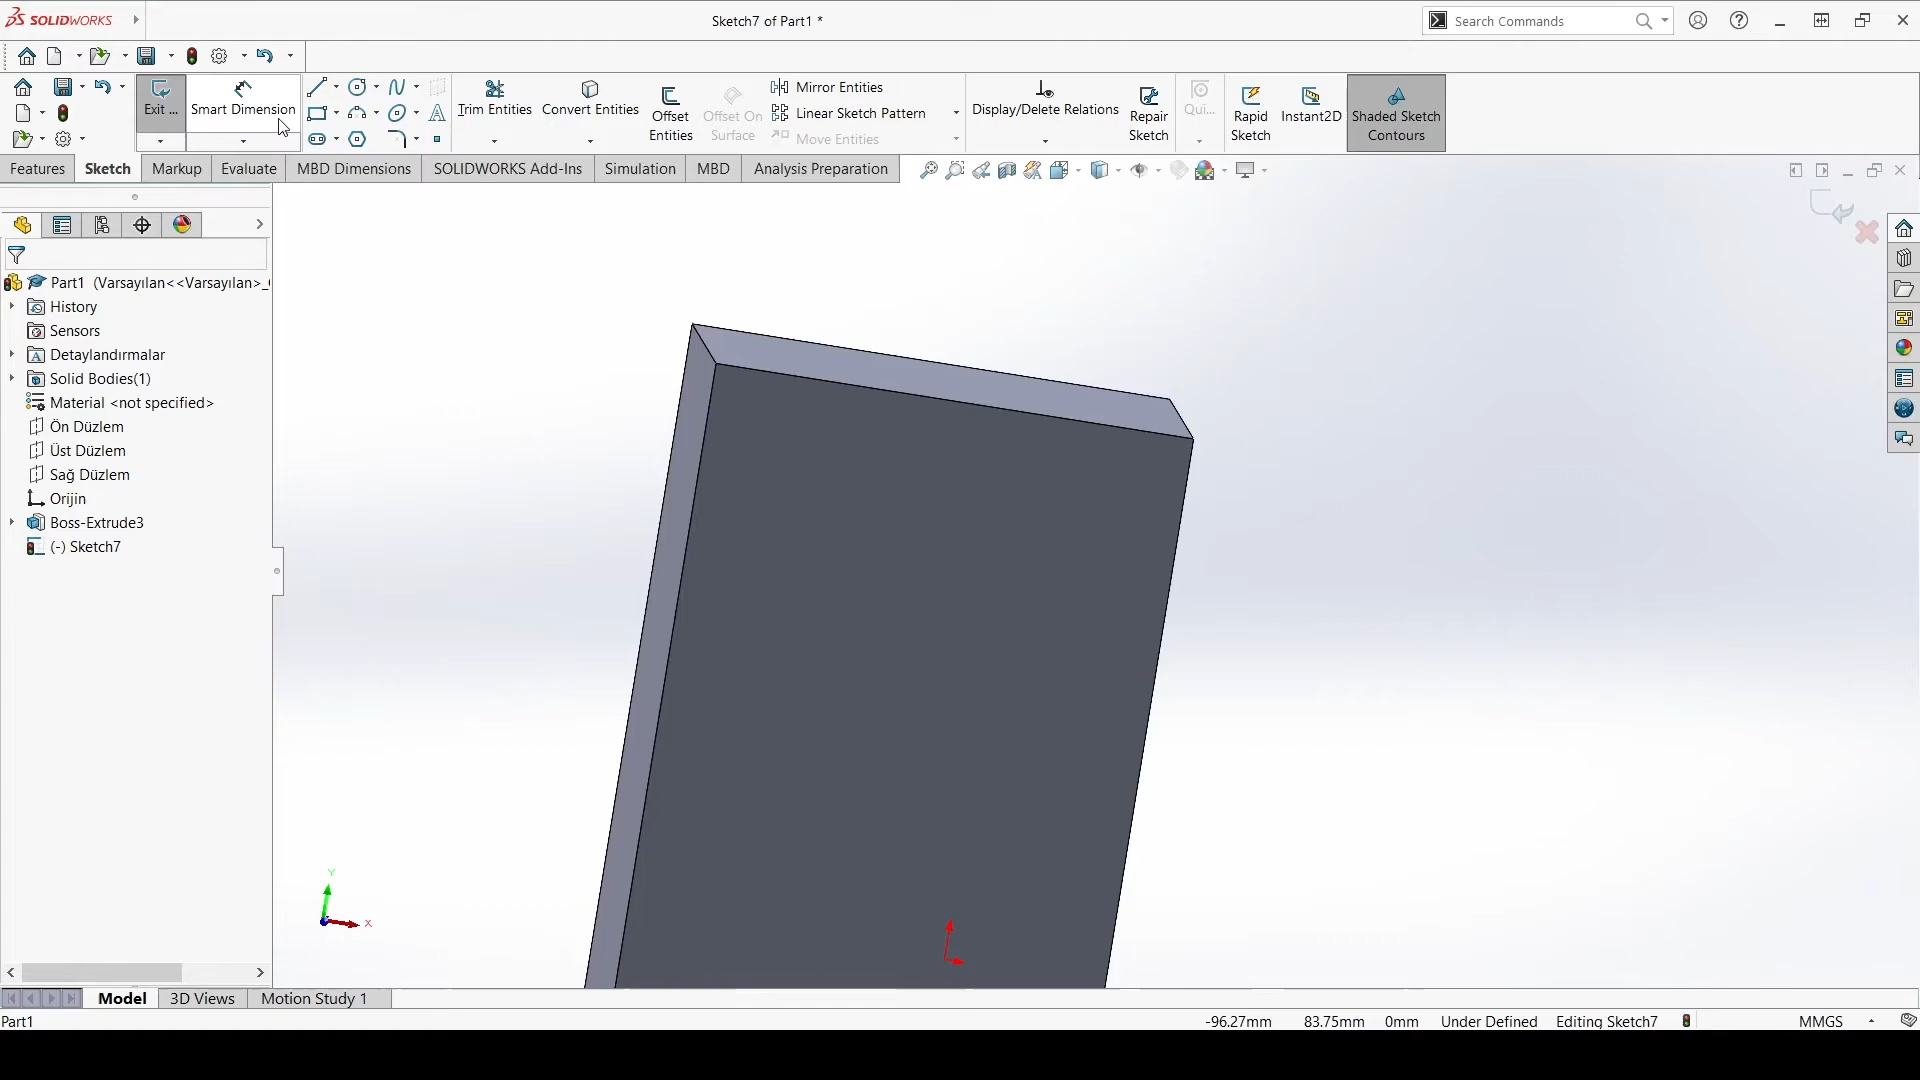 SOLIDWORKS
Sketch7 of Part1 *
Search Commands
Exit ...
Smart Dimension
Trim Entities
Convert Entities
Offset
Entities
Offset On
Surface
Mirror Entities
Linear Sketch Pattern
Move Entities
Display/Delete Relations
Repair
Sketch
Qui...
Rapid
Sketch
Instant2D
Shaded Sketch
Contours
Features
Sketch
Markup
Evaluate
MBD Dimensions
SOLIDWORKS Add-Ins
Simulation
MBD
Analysis Preparation
Part1 (Varsayılan<<Varsayılan>_
History
Sensors
Detaylandırmalar
Solid Bodies(1)
Material <not specified>
Ön Düzlem
Üst Düzlem
Sağ Düzlem
Orijin
Boss-Extrude3
(-) Sketch7
Y
X
Model
3D Views
Motion Study 1
Part1
-96.27mm
83.75mm
0mm
Under Defined
Editing Sketch7
MMGS